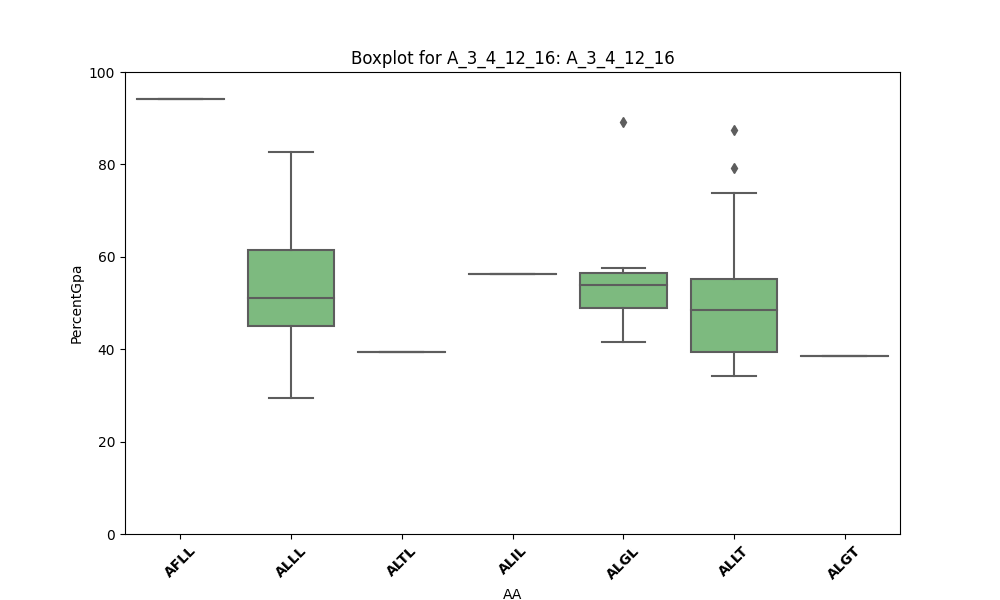 Boxplot for A_3_4_12_16: A_3_4_12_16
100
80
60
40
20
0
PercentGpa
AFLL ALLL ALTL ALIL ALGL ALLT ALGT
AA